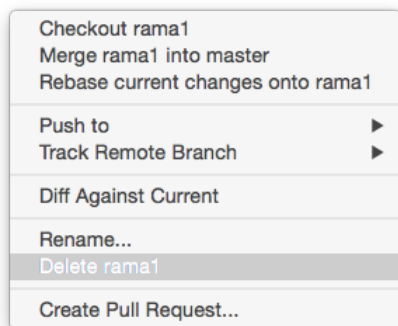 Checkout rama1
Merge rama1 into master
Rebase current changes onto rama1
Push to
Track Remote Branch
Diff Against Current
Rename...
Delete rama1
Create Pull Request...